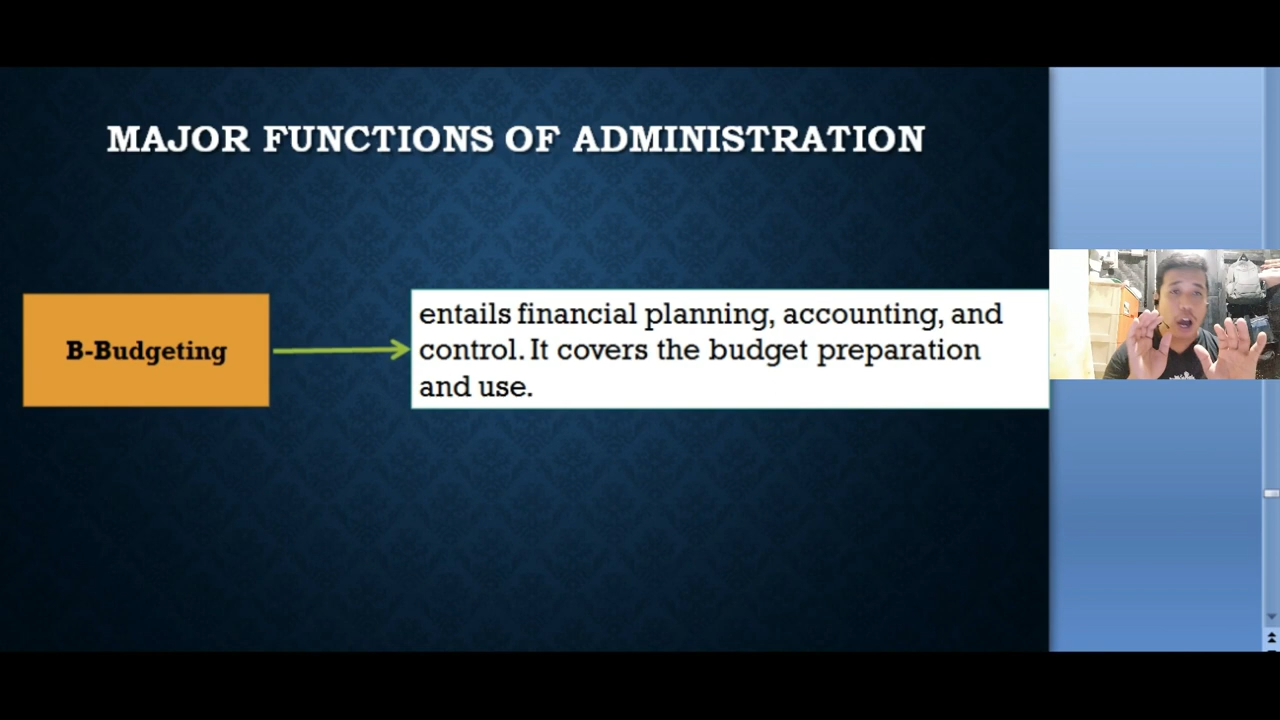 MAJOR FUNCTIONS OF ADMINISTRATION
B-Budgeting
entails financial planning, accounting, and
control. It covers the budget preparation
and use.